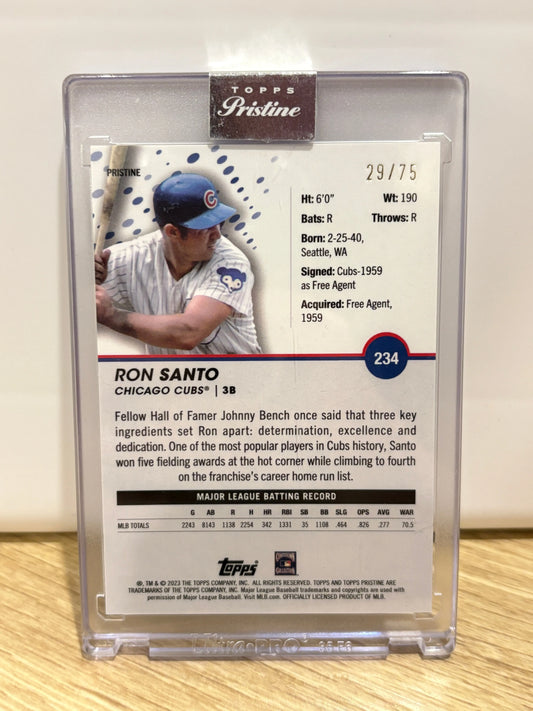 TOPPS
Pristine
PRISTINE
29/75
Ht: 6'0" Wt: 190
Bats: R Throws: R
Born: 2-25-40,
Seattle, WA
Signed: Cubs-1959
as Free Agent
Acquired: Free Agent,
1959
C
234
RON SANTO
CHICAGO CUBS® | 3B
Fellow Hall of Famer Johnny Bench once said that three key
ingredients set Ron apart: determination, excellence and
dedication. One of the most popular players in Cubs history, Santo
won five fielding awards at the hot corner while climbing to fourth
on the franchise's career home run list.
MAJOR LEAGUE BATTING RECORD
G AB R H HR RBI SB BB SLG OPS AVG WAR
MLB TOTALS 2243 8143 1138 2254 342 1331 35 1108 .464 .826 .277 70.5
Topps
®, TM & © 2023 THE TOPPS COMPANY, INC. ALL RIGHTS RESERVED. TOPPS AND TOPPS PRISTINE ARE
TRADEMARKS OF THE TOPPS COMPANY, INC. Major League Baseball trademarks and copyrights are used with
permission of Major League Baseball. Visit MLB.com. OFFICIALLY LICENSED PRODUCT OF MLB.
Ultra·PRO